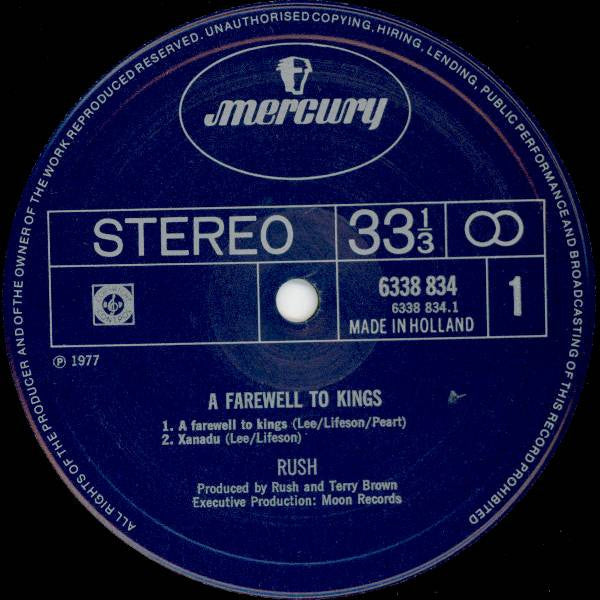 ALL RIGHTS OF THE PRODUCER AND OF THE OWNER OF THE WORK REPRODUCED RESERVED. UNAUTHORISED COPYING, HIRING, LENDING, PUBLIC PERFORMANCE AND BROADCASTING OF THIS RECORD PROHIBITED
mercury
STEREO 33 1/3
6338 834
6338 834.1
MADE IN HOLLAND
1
Ⓟ 1977
A FAREWELL TO KINGS
1. A farewell to kings (Lee/Lifeson/Peart)
2. Xanadu (Lee/Lifeson)
RUSH
Produced by Rush and Terry Brown
Executive Production: Moon Records